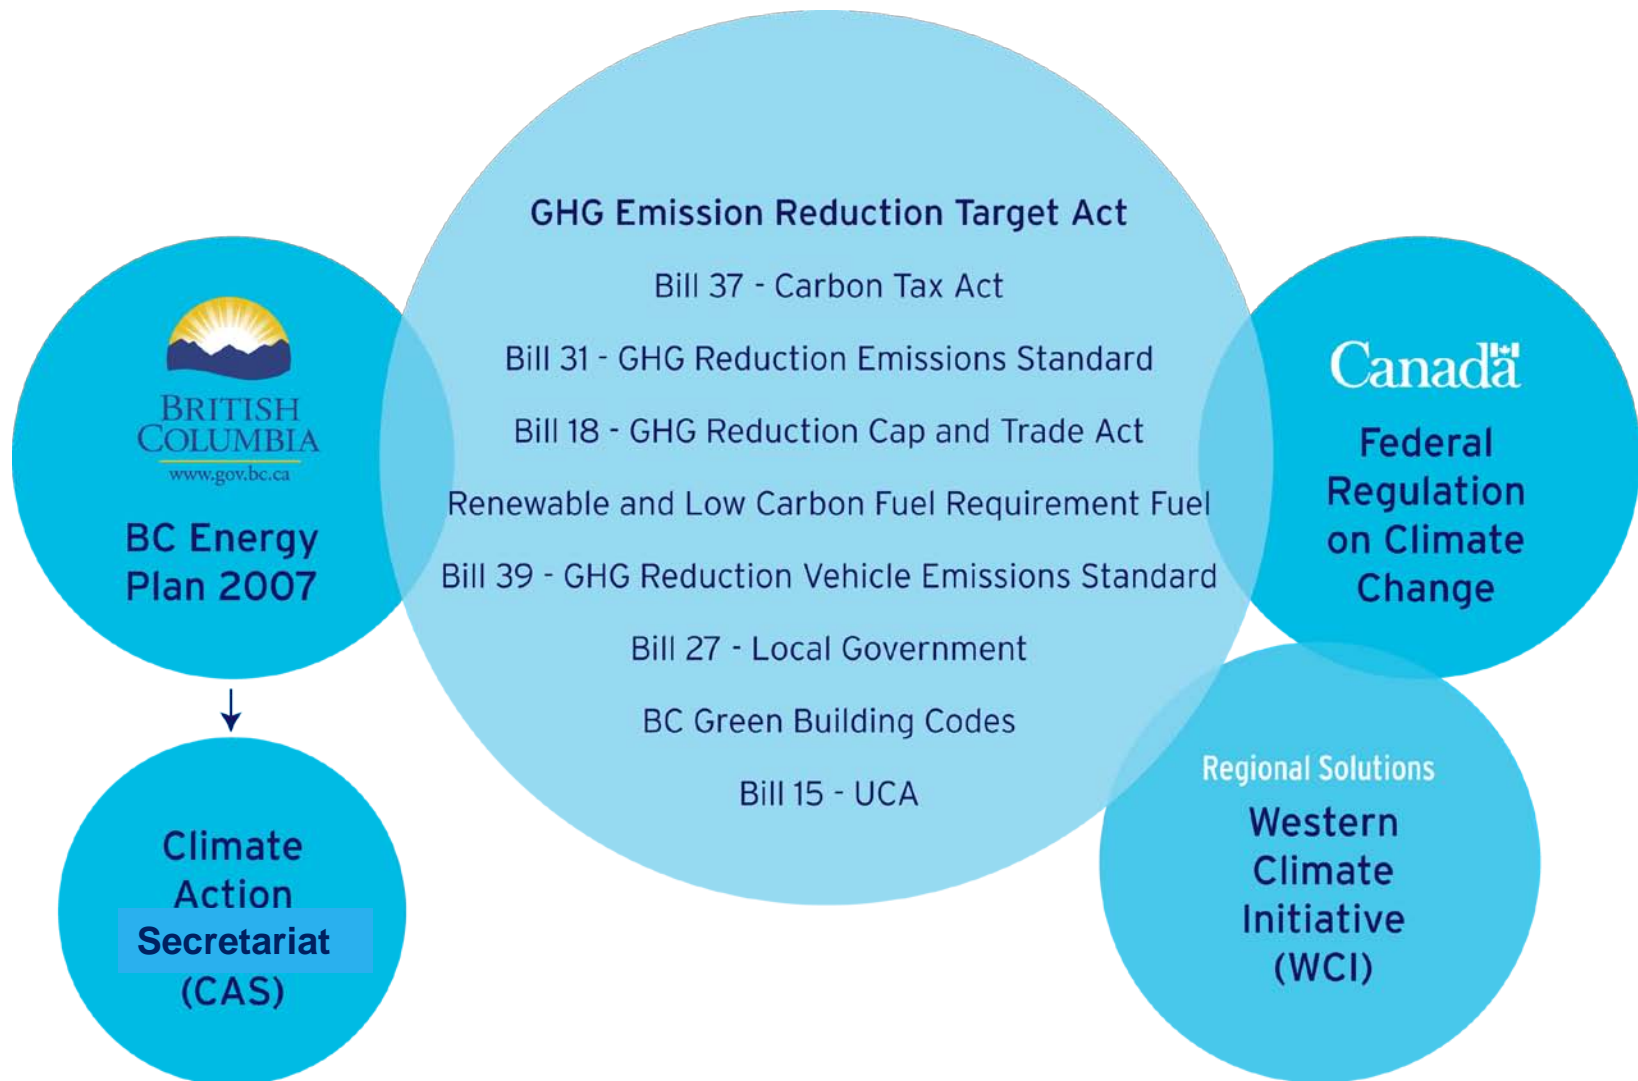 GHG Emission Reduction Target Act
Bill 37 - Carbon Tax Act
Bill 31 - GHG Reduction Emissions Standard
Bill 18 - GHG Reduction Cap and Trade Act
Renewable and Low Carbon Fuel Requirement Fuel
Bill 39 - GHG Reduction Vehicle Emissions Standard
Bill 27 - Local Government
BC Green Building Codes
Bill 15 - UCA
BRITISH
COLUMBIA
www.gov.bc.ca
BC Energy
Plan 2007
Climate
Action
Secretariat
(CAS)
Canada
Federal
Regulation
on Climate
Change
Regional Solutions
Western
Climate
Initiative
(WCI)